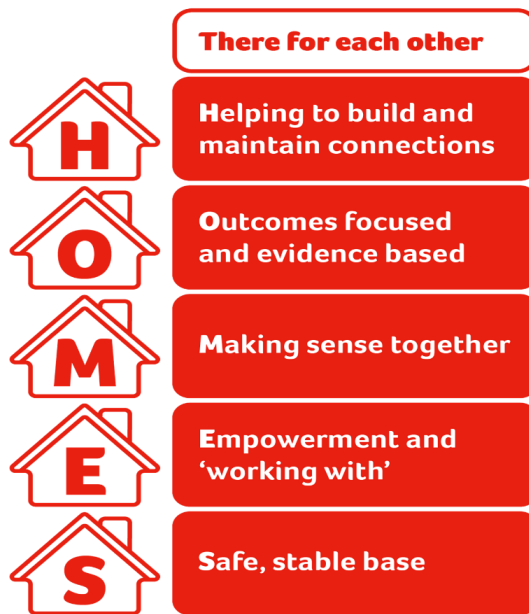 There for each other
H
Helping to build and
maintain connections
O
Outcomes focused
and evidence based
M
Making sense together
E
Empowerment and
‘working with’
S
Safe, stable base